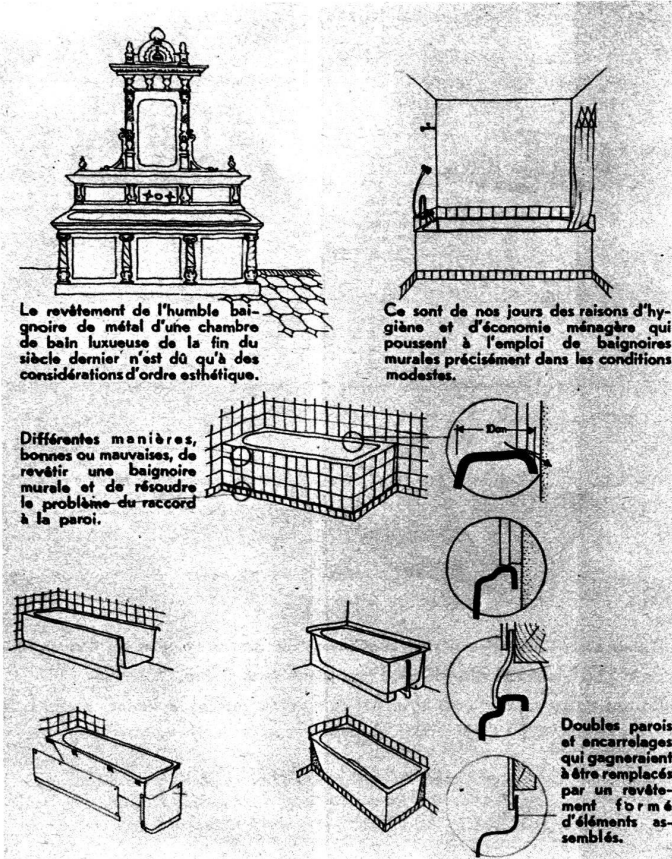 Le revêtement de l'humble bai-
gnoire de métal d'une chambre
de bain luxueuse de la fin du
siècle dernier n'est dû qu'à des
considérations d'ordre esthétique.
Ce sont de nos jours des raisons d'hy-
giène et d'économie ménagère qui
poussent à l'emploi de baignoires
murales précisément dans les conditions
modestes.
Différentes manières,
bonnes ou mauvaises, de
revêtir une baignoire
murale et de résoudre
le problème du raccord
à la paroi.
10cm
Doubles parois
et encarrelages
qui gagneraient
à être remplacés
par un revête-
ment formé
d'éléments as-
semblés.